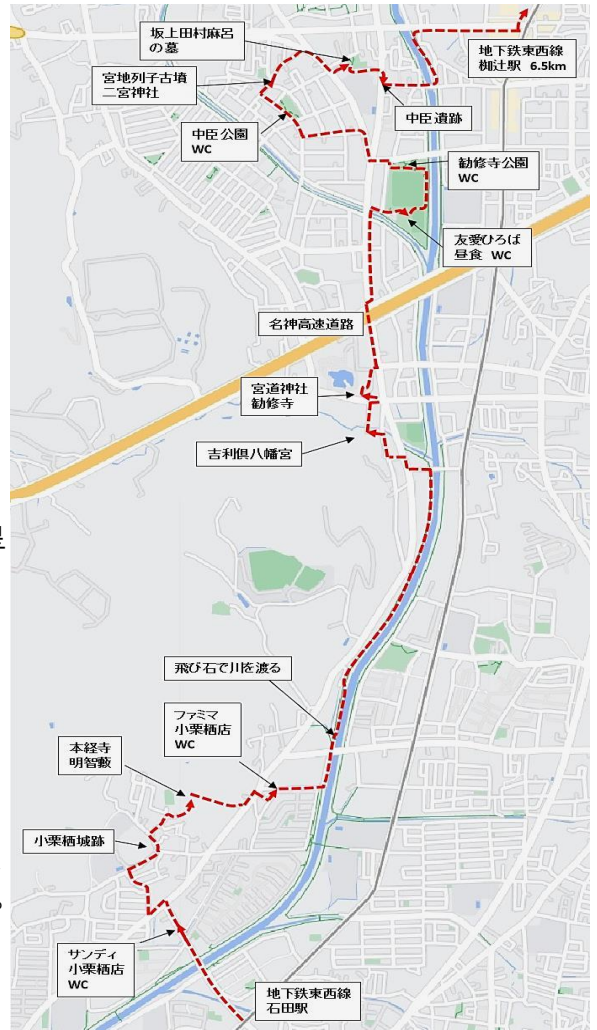 坂上田村麻呂
の墓
地下鉄東西線
椥辻駅 6.5km
宮地列子古墳
二宮神社
中臣遺跡
中臣公園
WC
勧修寺公園
WC
友愛ひろば
昼食 WC
名神高速道路
宮道神社
勧修寺
吉利倶八幡宮
飛び石で川を渡る
ファミマ
小栗栖店
WC
本経寺
明智藪
小栗栖城跡
サンディ
小栗栖店
WC
地下鉄東西線
石田駅